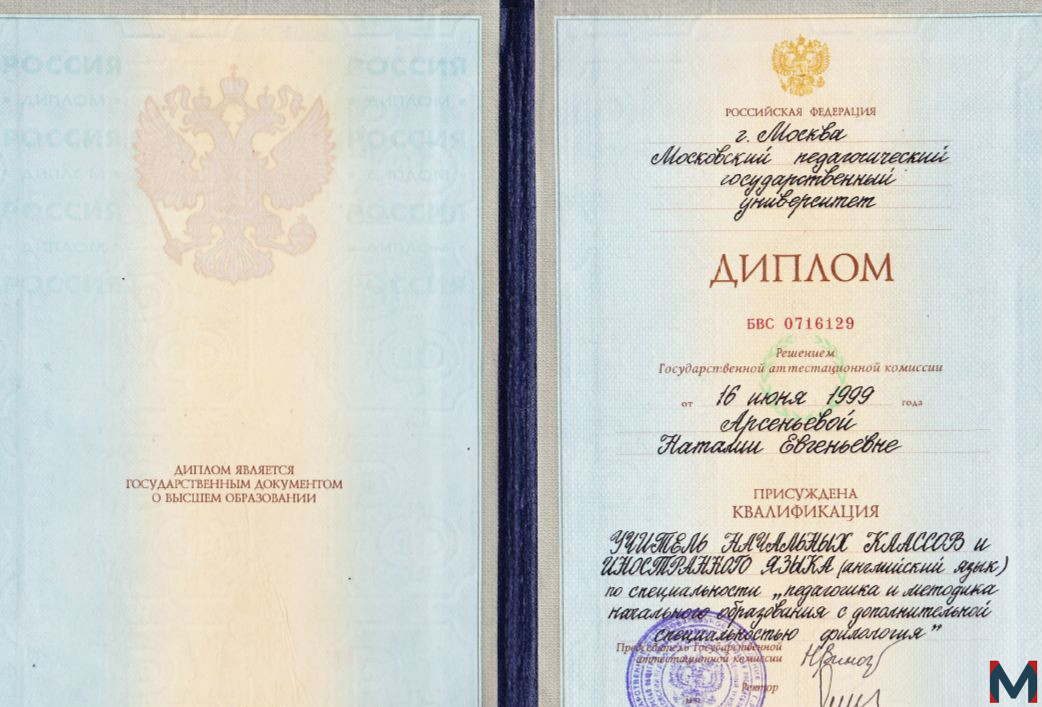 РОССИЯ РОССИЯ
• ДИПЛОМ • • ДИПЛОМ •
РОССИЯ РОССИЯ
• ДИПЛОМ • • ДИПЛОМ •
РОССИЯ РОССИЯ
• ДИПЛОМ • • ДИПЛОМ •
РОССИЯ РОССИЯ
ДИПЛОМ ЯВЛЯЕТСЯ
ГОСУДАРСТВЕННЫМ ДОКУМЕНТОМ
О ВЫСШЕМ ОБРАЗОВАНИИ
РОССИЙСКАЯ ФЕДЕРАЦИЯ
г. Москва
Московский педагогический
государственный
университет
ДИПЛОМ
БВС 0716129
Решением
Государственной аттестационной комиссии
от 16 июня 1999 года
Арсеньевой
Наталии Евгеньевне
ПРИСУЖДЕНА
КВАЛИФИКАЦИЯ
УЧИТЕЛЬ НАЧАЛЬНЫХ КЛАССОВ и
ИНОСТРАННОГО ЯЗЫКА (английский язык)
по специальности „педагогика и методика
начального образования с дополнительной
специальностью филология"
Председатель Государственной
аттестационной комиссии
Ректор
M